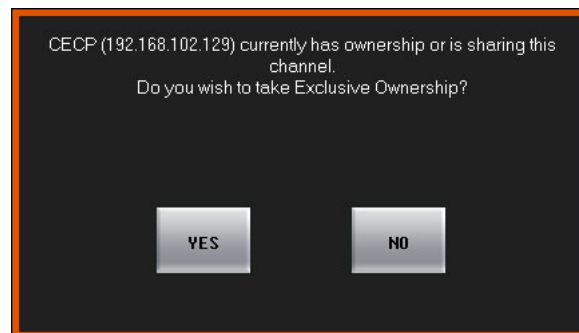 CECP (192.168.102.129) currently has ownership or is sharing this
channel.
Do you wish to take Exclusive Ownership?
YES
NO